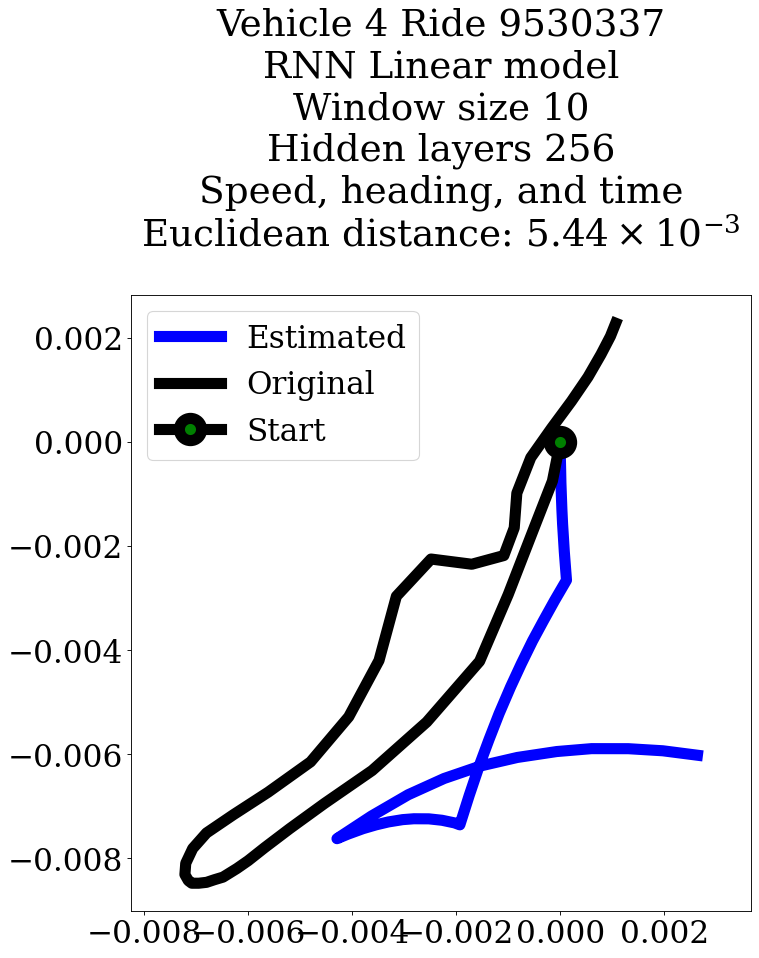 Vehicle 4 Ride 9530337
RNN Linear model
Window size 10
Hidden layers 256
Speed, heading, and time
Euclidean distance: 5.44 × 10⁻³
Estimated
Original
Start
0.002
0.000
−0.002
−0.004
−0.006
−0.008
−0.008 −0.006 −0.004 −0.002 0.000 0.002